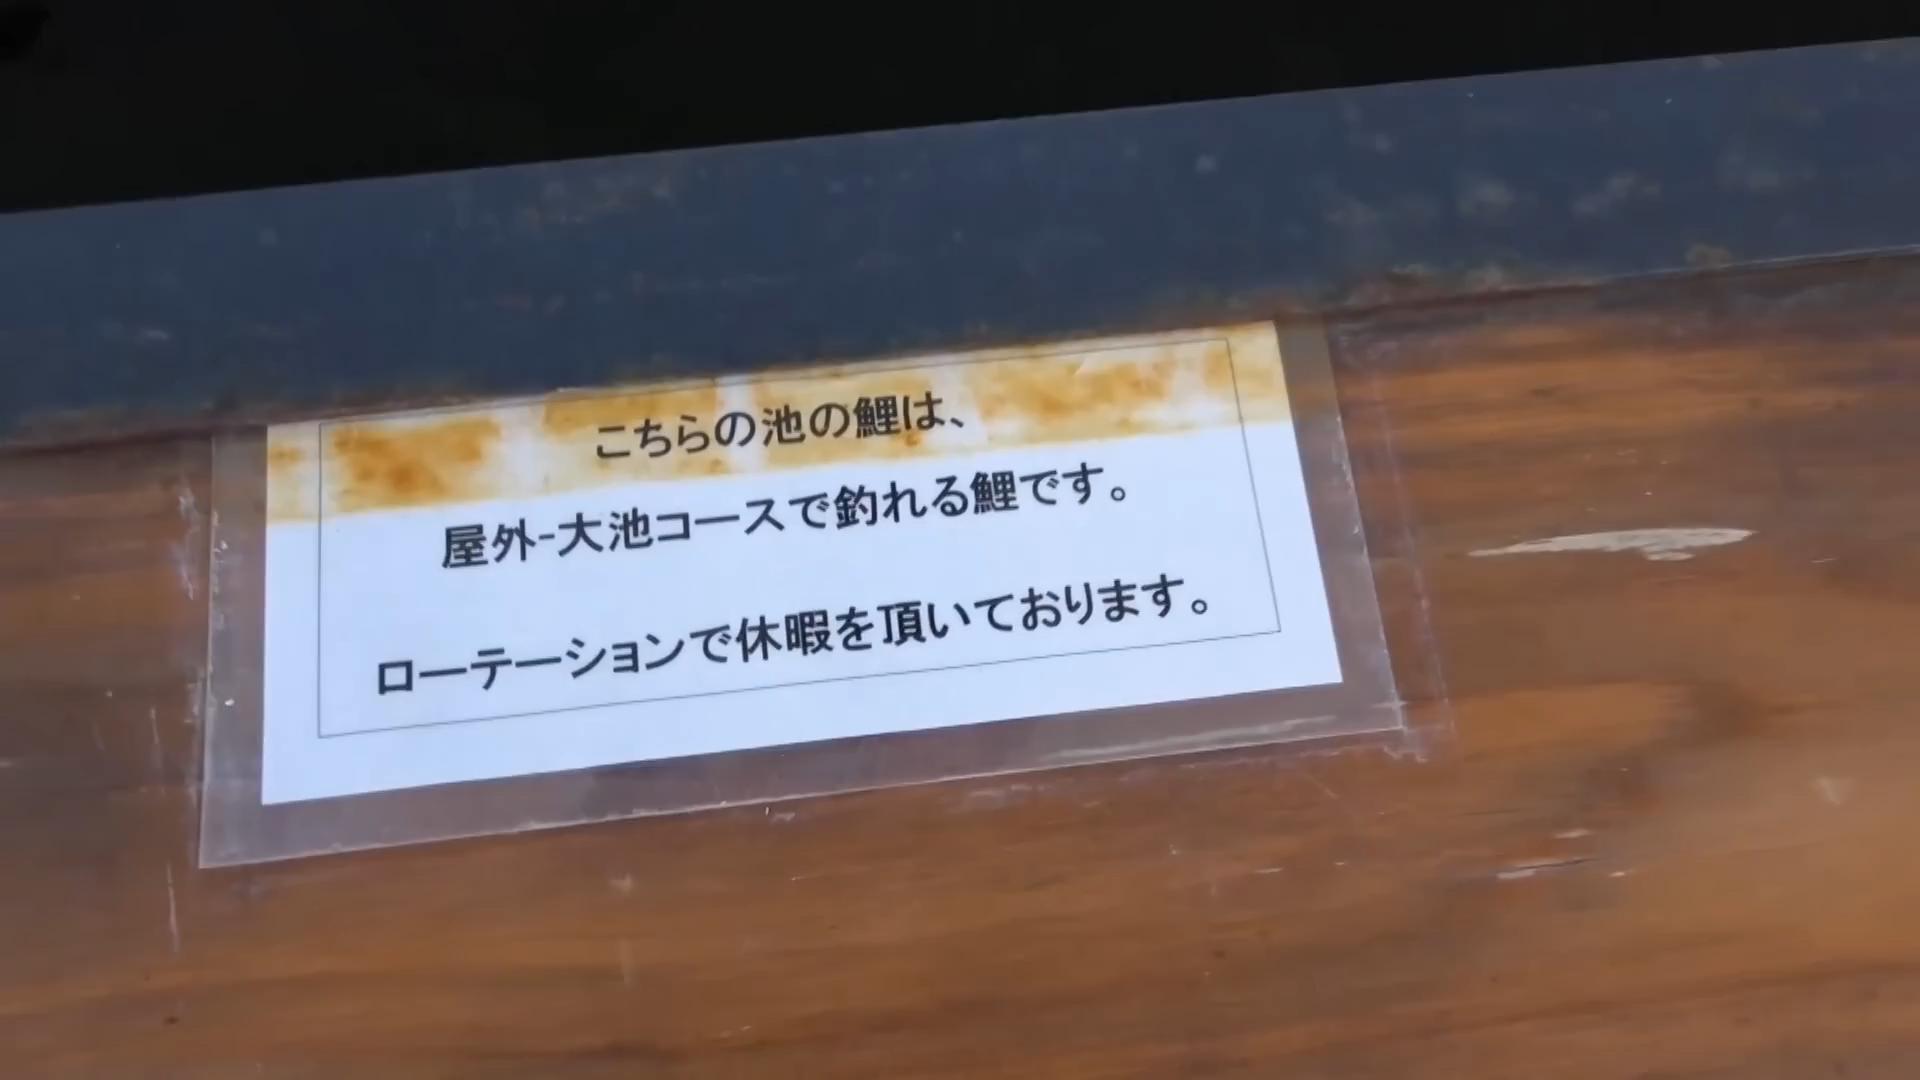 こちらの池の鯉は、
屋外-大池コースで釣れる鯉です。
ローテーションで休暇を頂いております。